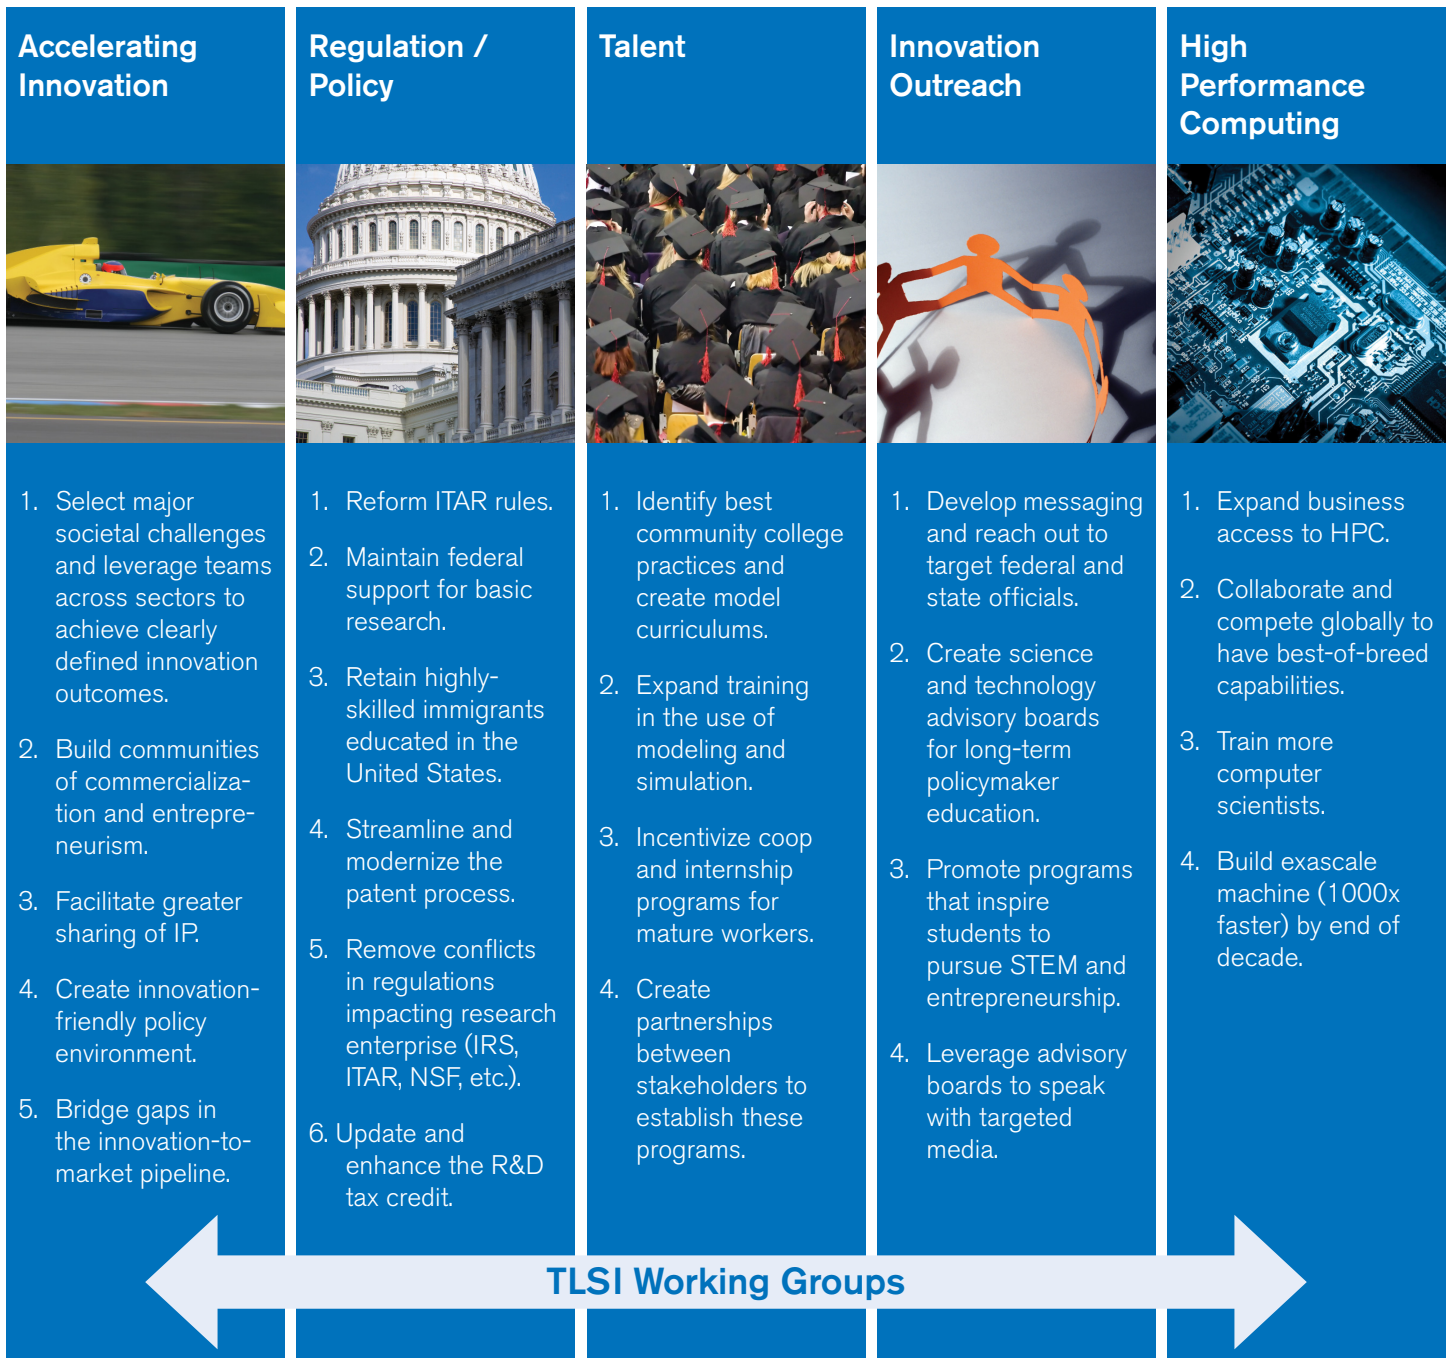 Accelerating
Innovation
1. Select major
societal challenges
and leverage teams
across sectors to
achieve clearly
defined innovation
outcomes.
2. Build communities
of commercializa-
tion and entrepre-
neurism.
3. Facilitate greater
sharing of IP.
4. Create innovation-
friendly policy
environment.
5. Bridge gaps in
the innovation-to-
market pipeline.
Regulation /
Policy
1. Reform ITAR rules.
2. Maintain federal
support for basic
research.
3. Retain highly-
skilled immigrants
educated in the
United States.
4. Streamline and
modernize the
patent process.
5. Remove conflicts
in regulations
impacting research
enterprise (IRS,
ITAR, NSF, etc.).
6. Update and
enhance the R&D
tax credit.
Talent
1. Identify best
community college
practices and
create model
curriculums.
2. Expand training
in the use of
modeling and
simulation.
3. Incentivize coop
and internship
programs for
mature workers.
4. Create
partnerships
between
stakeholders to
establish these
programs.
Innovation
Outreach
1. Develop messaging
and reach out to
target federal and
state officials.
2. Create science
and technology
advisory boards
for long-term
policymaker
education.
3. Promote programs
that inspire
students to
pursue STEM and
entrepreneurship.
4. Leverage advisory
boards to speak
with targeted
media.
High
Performance
Computing
1. Expand business
access to HPC.
2. Collaborate and
compete globally to
have best-of-breed
capabilities.
3. Train more
computer
scientists.
4. Build exascale
machine (1000x
faster) by end of
decade.
TLSI Working Groups